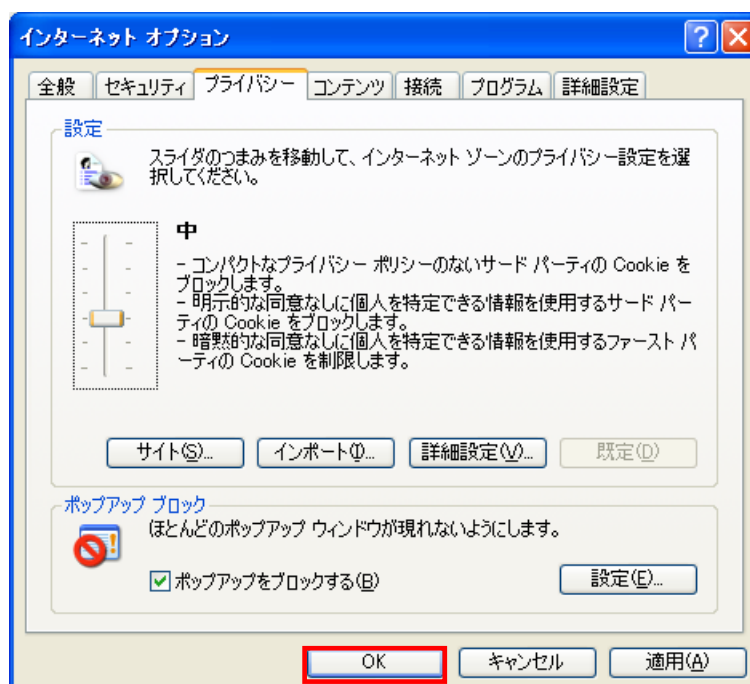 インターネット オプション
全般 セキュリティ プライバシー コンテンツ 接続 プログラム 詳細設定
設定
スライダのつまみを移動して、インターネット ゾーンのプライバシー設定を選
択してください。
中
- コンパクトなプライバシー ポリシーのないサード パーティの Cookie を
ブロックします。
- 明示的な同意なしに個人を特定できる情報を使用するサード パー
ティの Cookie をブロックします。
- 暗黙的な同意なしに個人を特定できる情報を使用するファースト パ
ーティの Cookie を制限します。
サイト(S)... インポート(I)... 詳細設定(V)... 既定(D)
ポップアップ ブロック
ほとんどのポップアップ ウィンドウが現れないようにします。
ポップアップをブロックする(B)
設定(E)...
OK キャンセル 適用(A)